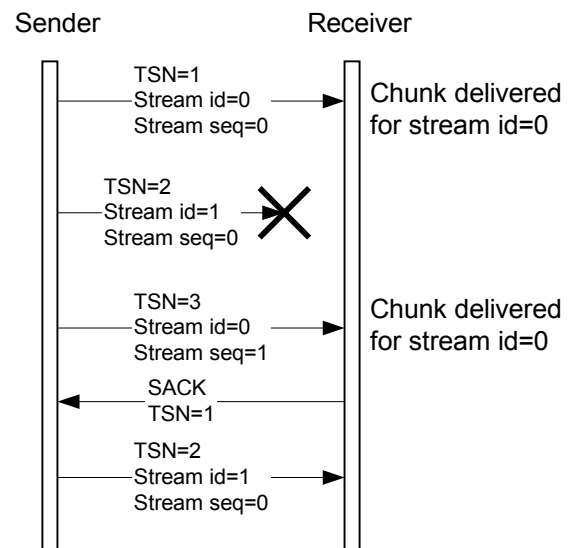 Sender
Receiver
TSN=1
Stream id=0
Stream seq=0
Chunk delivered
for stream id=0
TSN=2
Stream id=1
Stream seq=0
TSN=3
Stream id=0
Stream seq=1
Chunk delivered
for stream id=0
SACK
TSN=1
TSN=2
Stream id=1
Stream seq=0